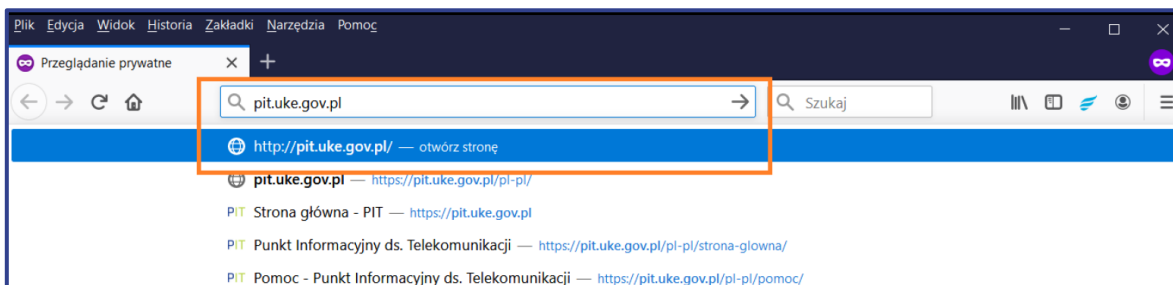 Plik Edycja Widok Historia Zakładki Narzędzia Pomoc
Przeglądanie prywatne
pit.uke.gov.pl Szukaj
http://pit.uke.gov.pl/ — otwórz stronę
pit.uke.gov.pl — https://pit.uke.gov.pl/pl-pl/
PIT Strona główna - PIT — https://pit.uke.gov.pl
PIT Punkt Informacyjny ds. Telekomunikacji — https://pit.uke.gov.pl/pl-pl/strona-glowna/
PIT Pomoc - Punkt Informacyjny ds. Telekomunikacji — https://pit.uke.gov.pl/pl-pl/pomoc/